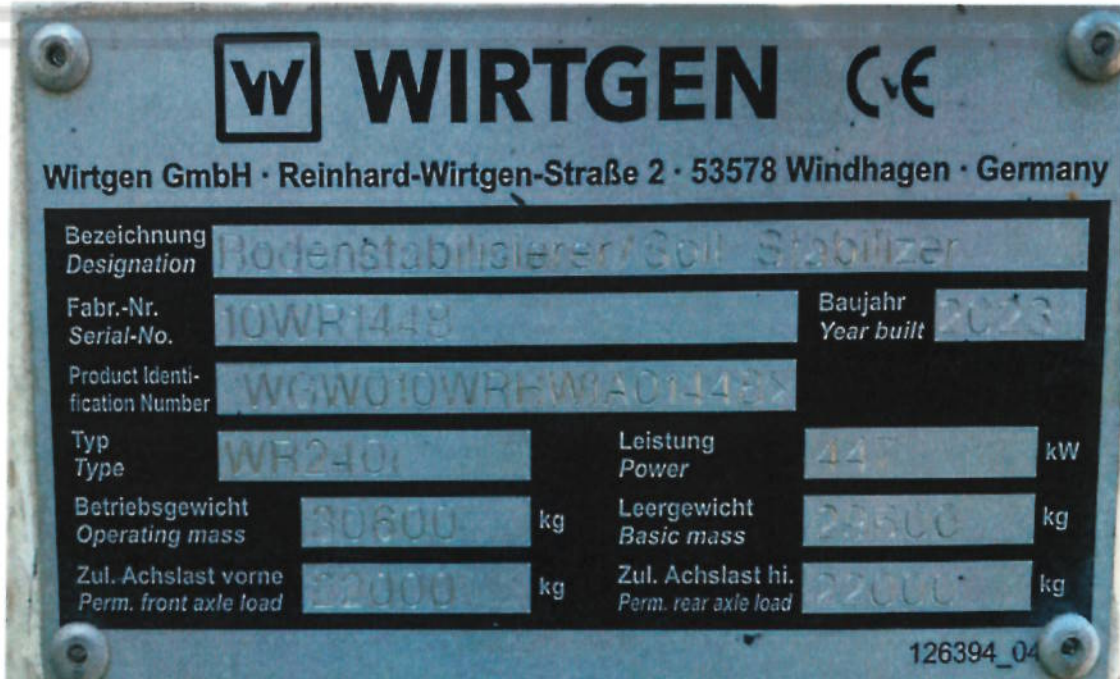 W WIRTGEN CE
Wirtgen GmbH · Reinhard-Wirtgen-Straße 2 · 53578 Windhagen · Germany
Bezeichnung Bodenstabilisierer/Soil Stabilizer
Designation
Fabr.-Nr. 10WR1448 Baujahr 2023
Serial-No. Year built
Product Identi-
fication Number
Typ Leistung kW
Type Power
Betriebsgewicht 30600 kg Leergewicht kg
Operating mass Basic mass
Zul. Achslast vorne 22000 kg Zul. Achslast hi. 22000 kg
Perm. front axle load Perm. rear axle load
126394_04